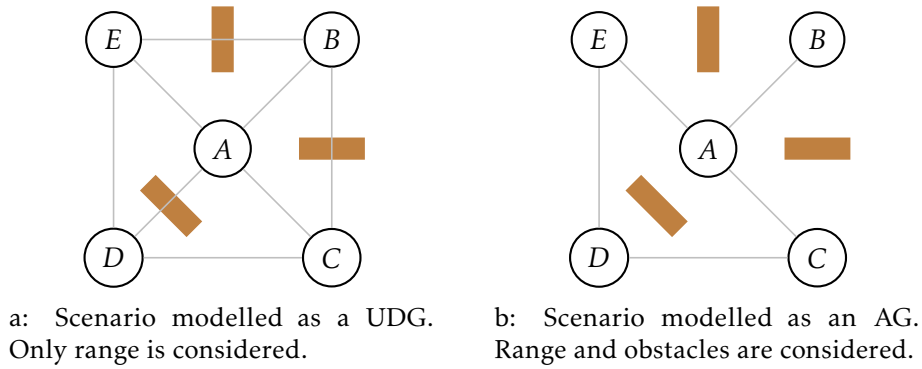 E
B
E
B
A
A
D
C
D
C
a: Scenario modelled as a UDG.
Only range is considered.
b: Scenario modelled as an AG.
Range and obstacles are considered.